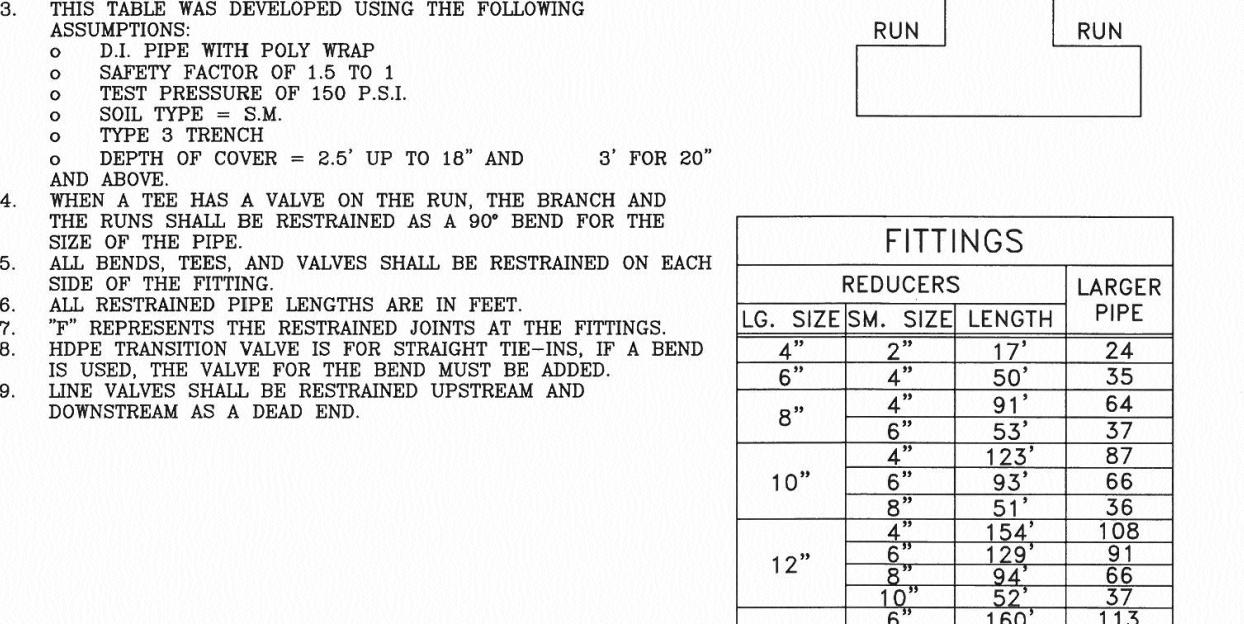 3. THIS TABLE WAS DEVELOPED USING THE FOLLOWING
ASSUMPTIONS:
o D.I. PIPE WITH POLY WRAP
o SAFETY FACTOR OF 1.5 TO 1
o TEST PRESSURE OF 150 P.S.I.
o SOIL TYPE = S.M.
o TYPE 3 TRENCH
o DEPTH OF COVER = 2.5' UP TO 18" AND 3' FOR 20"
AND ABOVE.
4. WHEN A TEE HAS A VALVE ON THE RUN, THE BRANCH AND
THE RUNS SHALL BE RESTRAINED AS A 90° BEND FOR THE
SIZE OF THE PIPE.
5. ALL BENDS, TEES, AND VALVES SHALL BE RESTRAINED ON EACH
SIDE OF THE FITTING.
6. ALL RESTRAINED PIPE LENGTHS ARE IN FEET.
7. "F" REPRESENTS THE RESTRAINED JOINTS AT THE FITTINGS.
8. HDPE TRANSITION VALVE IS FOR STRAIGHT TIE-INS, IF A BEND
IS USED, THE VALVE FOR THE BEND MUST BE ADDED.
9. LINE VALVES SHALL BE RESTRAINED UPSTREAM AND
DOWNSTREAM AS A DEAD END.
RUN RUN
FITTINGS
REDUCERS LARGER PIPE
LG. SIZE SM. SIZE LENGTH
4" 2" 17' 24
6" 4" 50' 35
8" 4" 91' 64
6" 53' 37
10" 4" 123' 87
6" 93' 66
8" 51' 36
12" 4" 154' 108
6" 129' 91
8" 94' 66
10" 52' 37
6" 160' 113